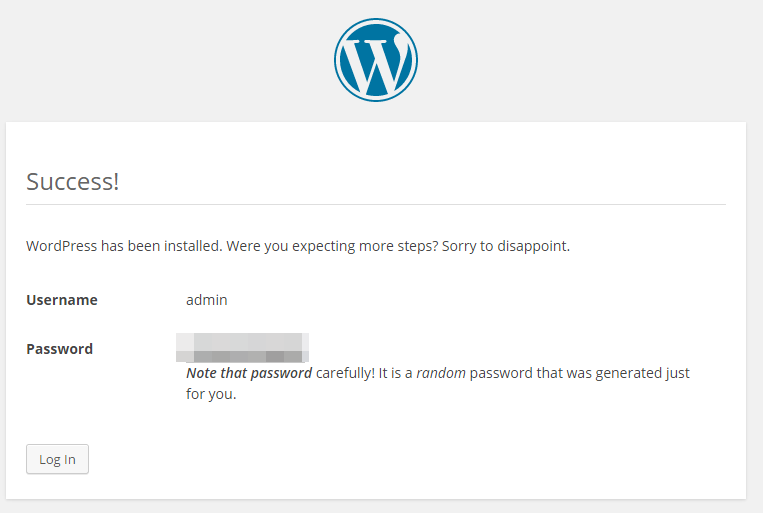 Success!
WordPress has been installed. Were you expecting more steps? Sorry to disappoint.
Username admin
Password
Note that password carefully! It is a random password that was generated just
for you.
Log In